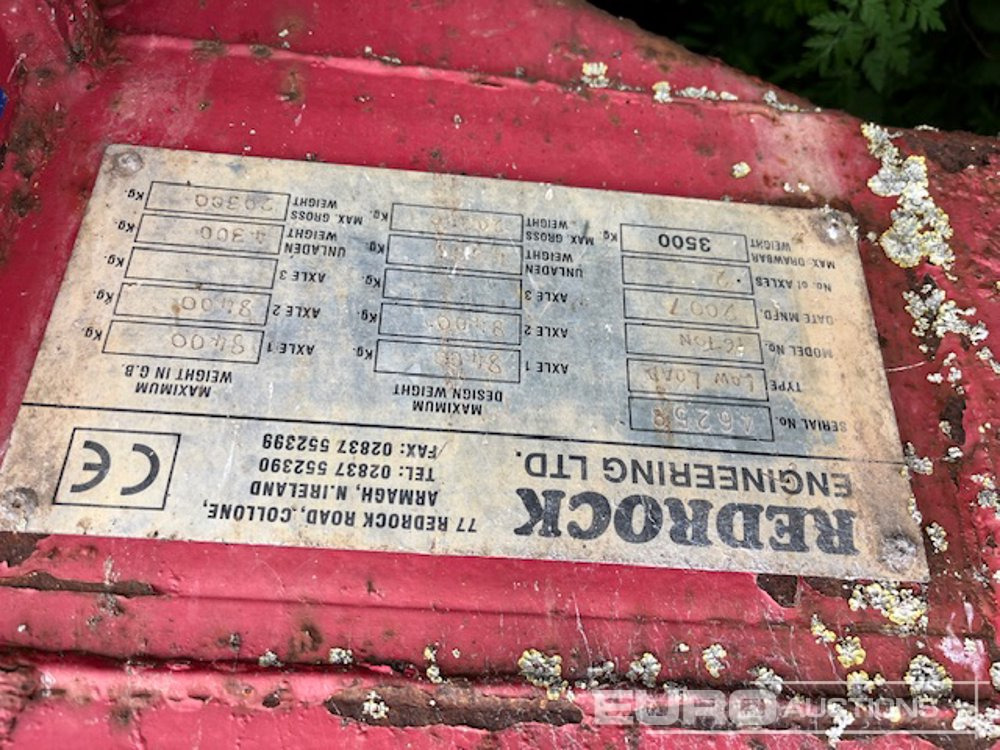 REDROCK
ENGINEERING LTD.
77 REDROCK ROAD, COLLONE,
ARMAGH, N.IRELAND
TEL: 02837 552390
FAX: 02837 552399
CE
SERIAL No.
TYPE Low LoAD
MODEL No.
DATE MNFD. 2007
No. of AXLES 2
MAX. DRAWBAR WEIGHT 3500 Kg
MAXIMUM
DESIGN WEIGHT
AXLE 1 8400 Kg
AXLE 2 8400 Kg
AXLE 3 Kg
UNLADEN WEIGHT Kg
MAX. GROSS WEIGHT Kg
MAXIMUM
WEIGHT IN G.B.
AXLE 1 8400 Kg
AXLE 2 8400 Kg
AXLE 3 Kg
UNLADEN WEIGHT 4300 Kg
MAX. GROSS WEIGHT 20300 Kg
EURO AUCTIONS